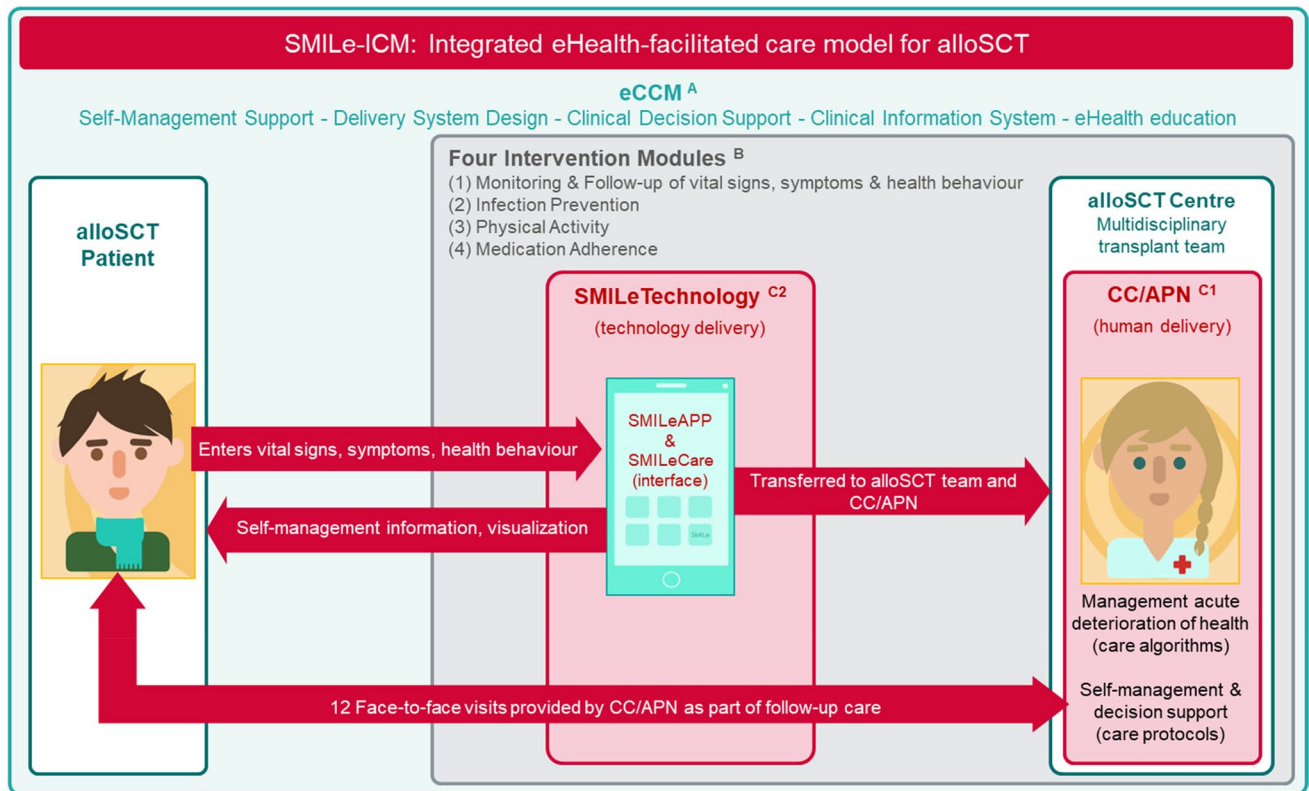 SMILe-ICM: Integrated eHealth-facilitated care model for alloSCT
eCCM A
Self-Management Support - Delivery System Design - Clinical Decision Support - Clinical Information System - eHealth education
Four Intervention Modules B
(1) Monitoring & Follow-up of vital signs, symptoms & health behaviour
(2) Infection Prevention
(3) Physical Activity
(4) Medication Adherence
alloSCT
Patient
alloSCT Centre
Multidisciplinary
transplant team
SMILeTechnology C2
(technology delivery)
CC/APN C1
(human delivery)
SMILeAPP
&
SMILeCare
(interface)
SMILe
Enters vital signs, symptoms, health behaviour
Transferred to alloSCT team and
CC/APN
Self-management information, visualization
Management acute
deterioration of health
(care algorithms)
Self-management &
decision support
(care protocols)
12 Face-to-face visits provided by CC/APN as part of follow-up care